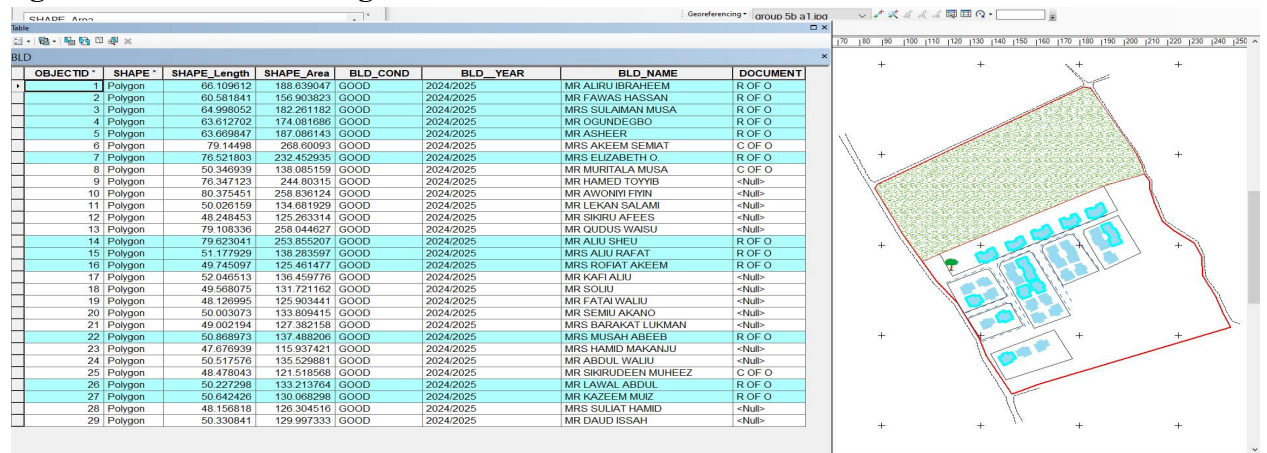 SHAPE_Area
Georeferencing group 5b a1.jpg
Table
BLD
OBJECTID * SHAPE * SHAPE_Length SHAPE_Area BLD_COND BLD__YEAR BLD_NAME DOCUMENT
1 Polygon 66.109612 188.639047 GOOD 2024/2025 MR ALIRU IBRAHEEM R OF O
2 Polygon 60.581841 156.903823 GOOD 2024/2025 MR FAWAS HASSAN R OF O
3 Polygon 64.998052 182.261182 GOOD 2024/2025 MRS SULAIMAN MUSA R OF O
4 Polygon 63.612702 174.081686 GOOD 2024/2025 MR OGUNDEGBO R OF O
5 Polygon 63.669847 187.086143 GOOD 2024/2025 MR ASHEER R OF O
6 Polygon 79.14498 268.60093 GOOD 2024/2025 MRS AKEEM SEMIAT C OF O
7 Polygon 76.521803 232.452935 GOOD 2024/2025 MRS ELIZABETH O. R OF O
8 Polygon 50.346939 138.085159 GOOD 2024/2025 MR MURITALA MUSA C OF O
9 Polygon 76.347123 244.80315 GOOD 2024/2025 MR HAMED TOYYIB <Null>
10 Polygon 80.375451 258.836124 GOOD 2024/2025 MR AWONIYI FIYIN <Null>
11 Polygon 50.026159 134.681929 GOOD 2024/2025 MR LEKAN SALAMI <Null>
12 Polygon 48.248453 125.263314 GOOD 2024/2025 MR SIKIRU AFEES <Null>
13 Polygon 79.108336 258.044627 GOOD 2024/2025 MR QUDUS WAISU <Null>
14 Polygon 79.623041 253.855207 GOOD 2024/2025 MR ALIU SHEU R OF O
15 Polygon 51.177929 138.283597 GOOD 2024/2025 MRS ALIU RAFAT R OF O
16 Polygon 49.745097 125.461477 GOOD 2024/2025 MRS ROFIAT AKEEM R OF O
17 Polygon 52.046513 136.459776 GOOD 2024/2025 MR KAFI ALIU <Null>
18 Polygon 49.568075 131.721162 GOOD 2024/2025 MR SOLIU <Null>
19 Polygon 48.126995 125.903441 GOOD 2024/2025 MR FATAI WALIU <Null>
20 Polygon 50.003073 133.809415 GOOD 2024/2025 MR SEMIU AKANO <Null>
21 Polygon 49.002194 127.382158 GOOD 2024/2025 MRS BARAKAT LUKMAN <Null>
22 Polygon 50.868973 137.488206 GOOD 2024/2025 MRS MUSAH ABEEB R OF O
23 Polygon 47.676939 115.937421 GOOD 2024/2025 MRS HAMID MAKANJU <Null>
24 Polygon 50.517576 135.529881 GOOD 2024/2025 MR ABDUL WALIU <Null>
25 Polygon 48.478043 121.518568 GOOD 2024/2025 MR SIKIRUDEEN MUHEEZ C OF O
26 Polygon 50.227298 133.213764 GOOD 2024/2025 MR LAWAL ABDUL R OF O
27 Polygon 50.642426 130.068298 GOOD 2024/2025 MR KAZEEM MUIZ R OF O
28 Polygon 48.156818 126.304516 GOOD 2024/2025 MRS SULIAT HAMID <Null>
29 Polygon 50.330841 129.997333 GOOD 2024/2025 MR DAUD ISSAH <Null>
70 80 90 100 110 120 130 140 150 160 170 180 190 200 210 220 230 240 250